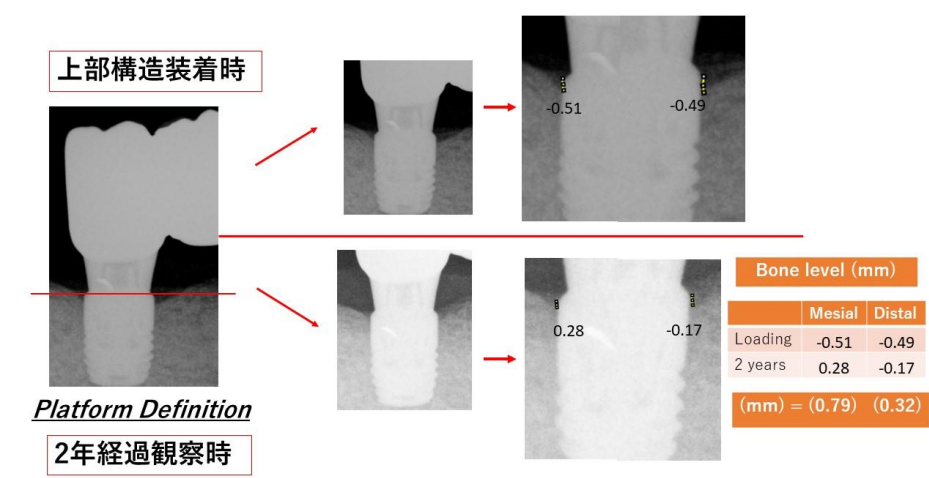 上部構造装着時
-0.51
-0.49
Platform Definition
2年経過観察時
0.28
-0.17
Bone level (mm)
Mesial Distal
Loading -0.51 -0.49
2 years 0.28 -0.17
(mm) = (0.79) (0.32)